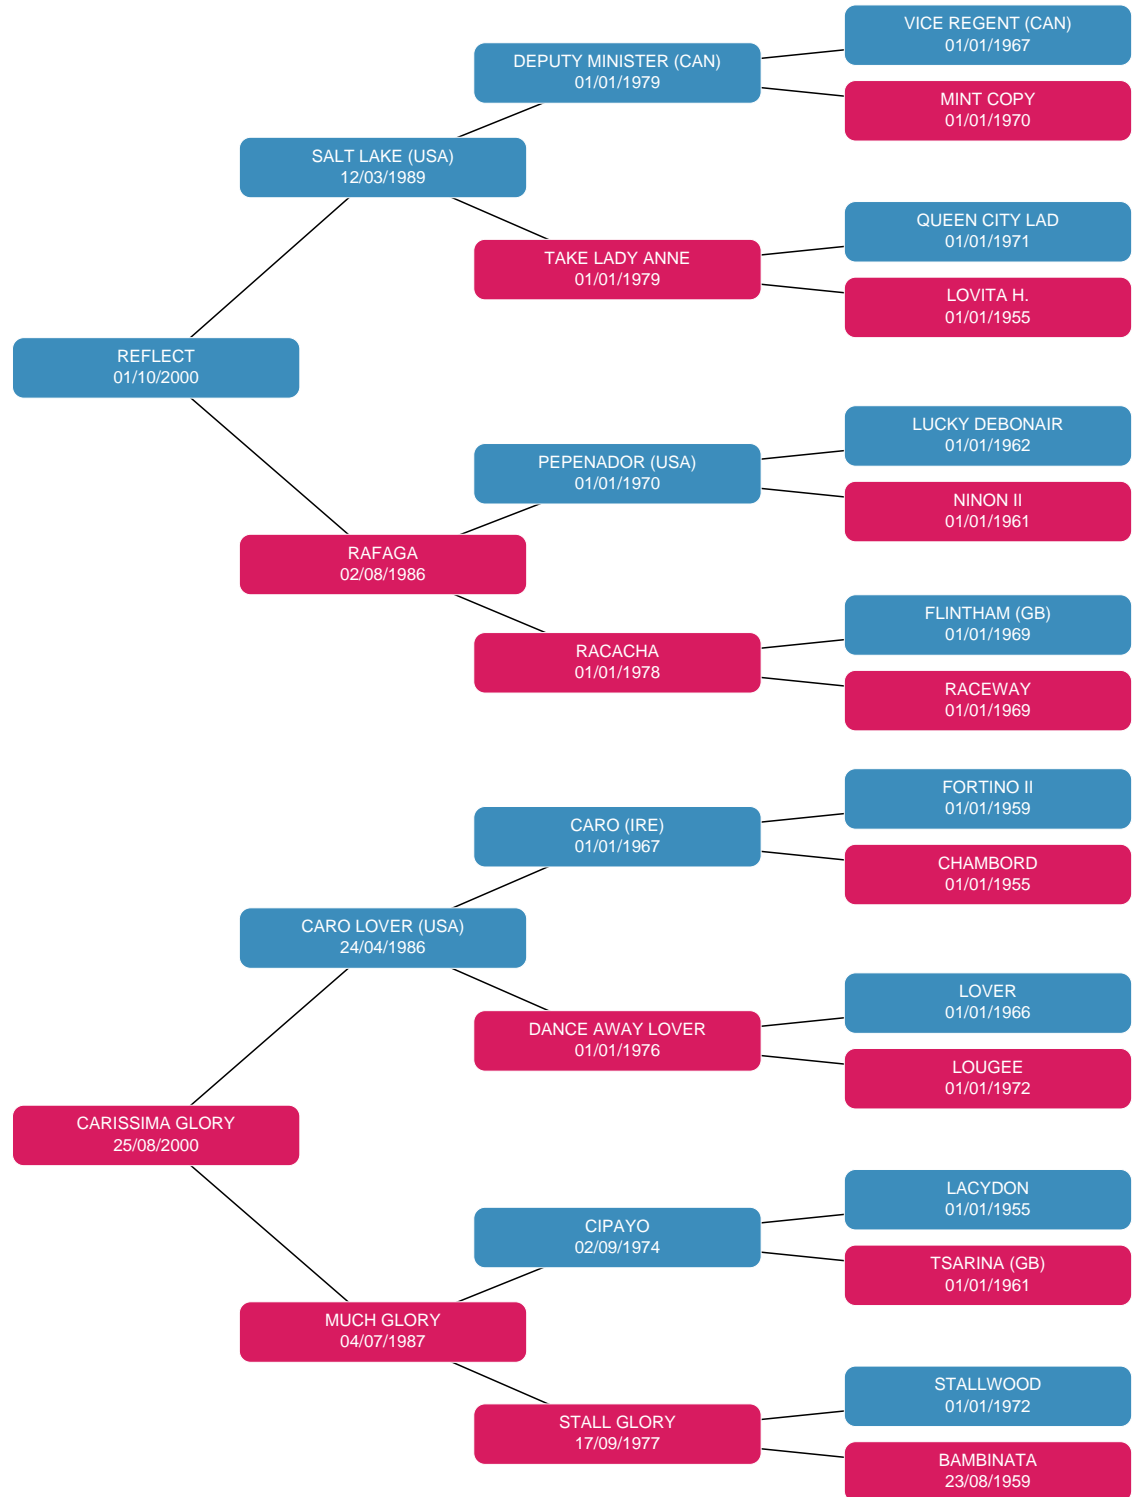 VICE REGENT (CAN)
01/01/1967
DEPUTY MINISTER (CAN)
01/01/1979
MINT COPY
01/01/1970
SALT LAKE (USA)
12/03/1989
QUEEN CITY LAD
01/01/1971
TAKE LADY ANNE
01/01/1979
LOVITA H.
01/01/1955
REFLECT
01/10/2000
LUCKY DEBONAIR
01/01/1962
PEPENADOR (USA)
01/01/1970
NINON II
01/01/1961
RAFAGA
02/08/1986
FLINTHAM (GB)
01/01/1969
RACACHA
01/01/1978
RACEWAY
01/01/1969
FORTINO II
01/01/1959
CARO (IRE)
01/01/1967
CHAMBORD
01/01/1955
CARO LOVER (USA)
24/04/1986
LOVER
01/01/1966
DANCE AWAY LOVER
01/01/1976
LOUGEE
01/01/1972
CARISSIMA GLORY
25/08/2000
LACYDON
01/01/1955
CIPAYO
02/09/1974
TSARINA (GB)
01/01/1961
MUCH GLORY
04/07/1987
STALLWOOD
01/01/1972
STALL GLORY
17/09/1977
BAMBINATA
23/08/1959